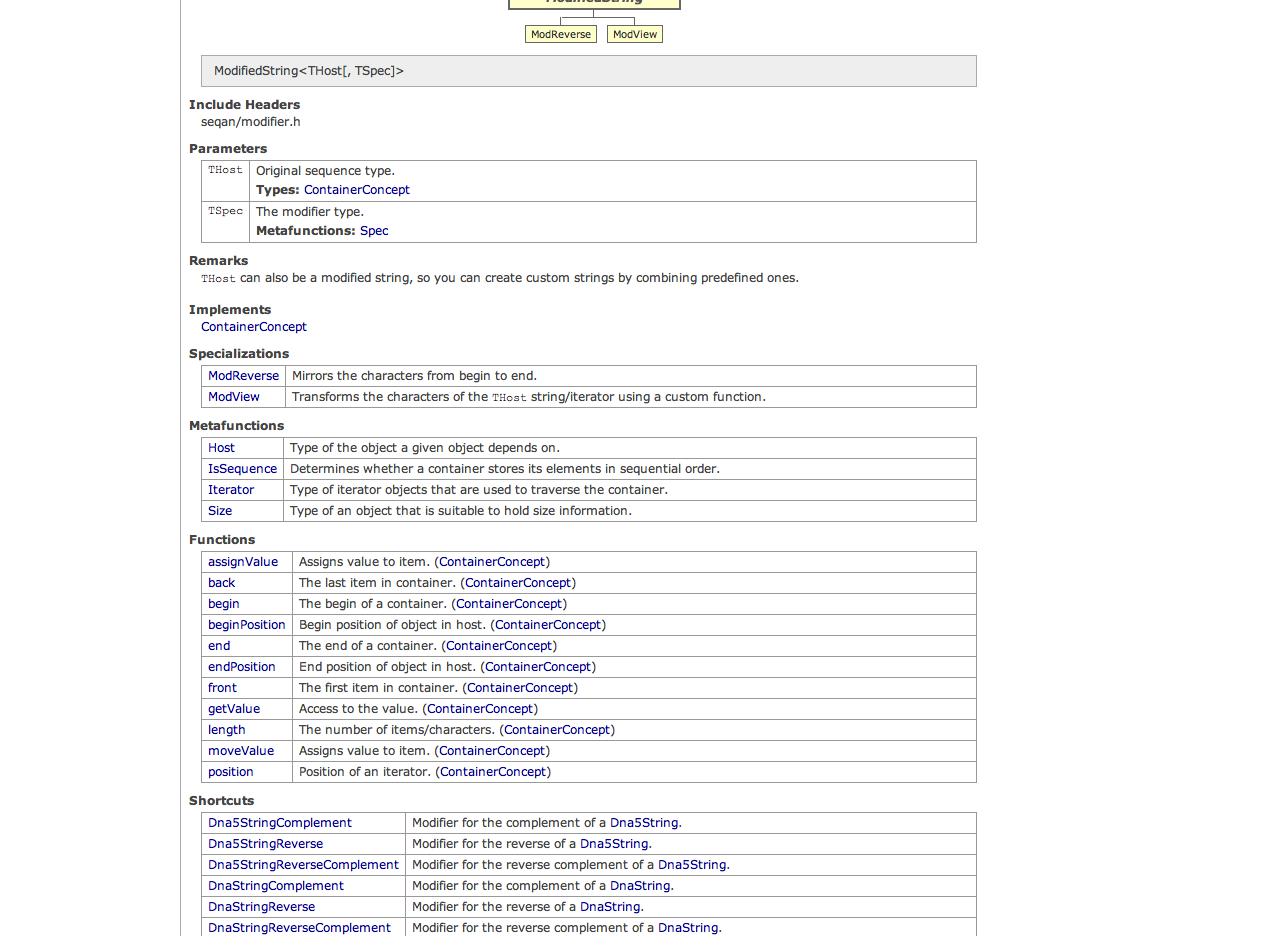 ModifiedString
ModReverse ModView
ModifiedString<THost[, TSpec]>
Include Headers
seqan/modifier.h
Parameters
THost Original sequence type.
Types: ContainerConcept
TSpec The modifier type.
Metafunctions: Spec
Remarks
THost can also be a modified string, so you can create custom strings by combining predefined ones.
Implements
ContainerConcept
Specializations
ModReverse Mirrors the characters from begin to end.
ModView Transforms the characters of the THost string/iterator using a custom function.
Metafunctions
Host Type of the object a given object depends on.
IsSequence Determines whether a container stores its elements in sequential order.
Iterator Type of iterator objects that are used to traverse the container.
Size Type of an object that is suitable to hold size information.
Functions
assignValue Assigns value to item. (ContainerConcept)
back The last item in container. (ContainerConcept)
begin The begin of a container. (ContainerConcept)
beginPosition Begin position of object in host. (ContainerConcept)
end The end of a container. (ContainerConcept)
endPosition End position of object in host. (ContainerConcept)
front The first item in container. (ContainerConcept)
getValue Access to the value. (ContainerConcept)
length The number of items/characters. (ContainerConcept)
moveValue Assigns value to item. (ContainerConcept)
position Position of an iterator. (ContainerConcept)
Shortcuts
Dna5StringComplement Modifier for the complement of a Dna5String.
Dna5StringReverse Modifier for the reverse of a Dna5String.
Dna5StringReverseComplement Modifier for the reverse complement of a Dna5String.
DnaStringComplement Modifier for the complement of a DnaString.
DnaStringReverse Modifier for the reverse of a DnaString.
DnaStringReverseComplement Modifier for the reverse complement of a DnaString.